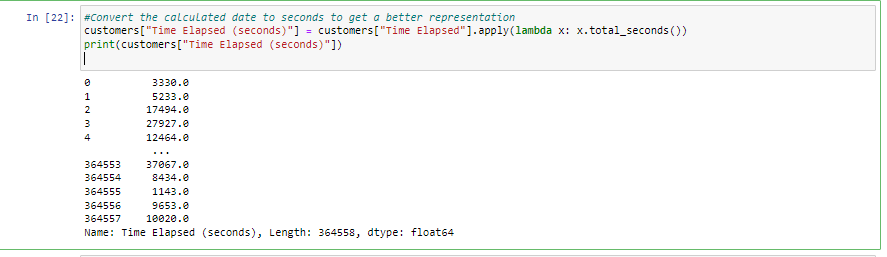 In [22]: #Convert the calculated date to seconds to get a better representation
customers["Time Elapsed (seconds)"] = customers["Time Elapsed"].apply(lambda x: x.total_seconds())
print(customers["Time Elapsed (seconds)"])
0 3330.0
1 5233.0
2 17494.0
3 27927.0
4 12464.0
...
364553 37067.0
364554 8434.0
364555 1143.0
364556 9653.0
364557 10020.0
Name: Time Elapsed (seconds), Length: 364558, dtype: float64